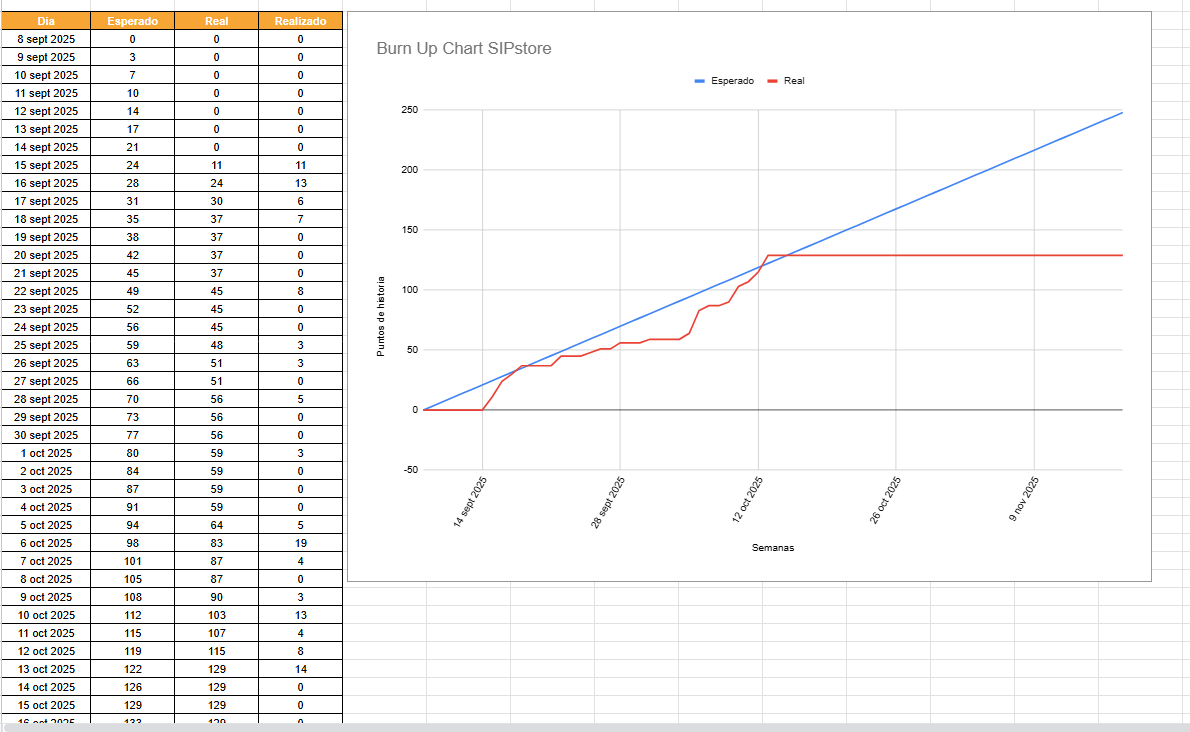 Dia Esperado Real Realizado
8 sept 2025 0 0 0
9 sept 2025 3 0 0
10 sept 2025 7 0 0
11 sept 2025 10 0 0
12 sept 2025 14 0 0
13 sept 2025 17 0 0
14 sept 2025 21 0 0
15 sept 2025 24 11 11
16 sept 2025 28 24 13
17 sept 2025 31 30 6
18 sept 2025 35 37 7
19 sept 2025 38 37 0
20 sept 2025 42 37 0
21 sept 2025 45 37 0
22 sept 2025 49 45 8
23 sept 2025 52 45 0
24 sept 2025 56 45 0
25 sept 2025 59 48 3
26 sept 2025 63 51 3
27 sept 2025 66 51 0
28 sept 2025 70 56 5
29 sept 2025 73 56 0
30 sept 2025 77 56 0
1 oct 2025 80 59 3
2 oct 2025 84 59 0
3 oct 2025 87 59 0
4 oct 2025 91 59 0
5 oct 2025 94 64 5
6 oct 2025 98 83 19
7 oct 2025 101 87 4
8 oct 2025 105 87 0
9 oct 2025 108 90 3
10 oct 2025 112 103 13
11 oct 2025 115 107 4
12 oct 2025 119 115 8
13 oct 2025 122 129 14
14 oct 2025 126 129 0
15 oct 2025 129 129 0
16 oct 2025 133 129 0
Burn Up Chart SIPstore
Esperado Real
250
200
150
100
50
0
-50
Puntos de historia
14 sept 2025
28 sept 2025
12 oct 2025
26 oct 2025
9 nov 2025
Semanas